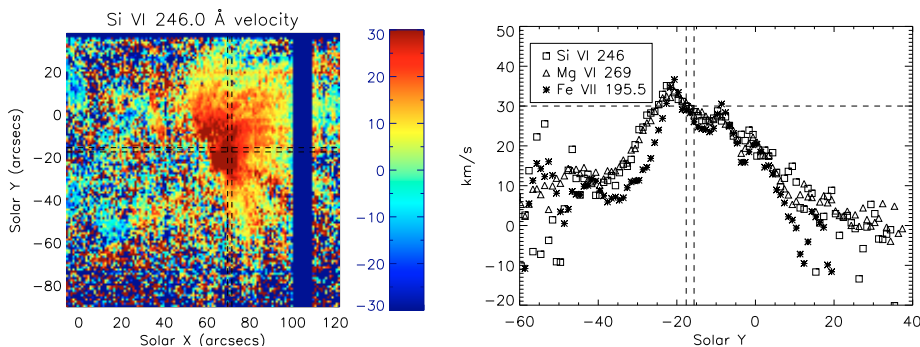 Si VI 246.0 Å velocity
Solar Y (arcsecs)
20
0
−20
−40
−60
−80
0 20 40 60 80 100 120
Solar X (arcsecs)
30
20
10
0
−10
−20
−30
km/s
50
40
30
20
10
0
−10
−20
Si VI 246
Mg VI 269
Fe VII 195.5
−60 −40 −20 0 20 40
Solar Y